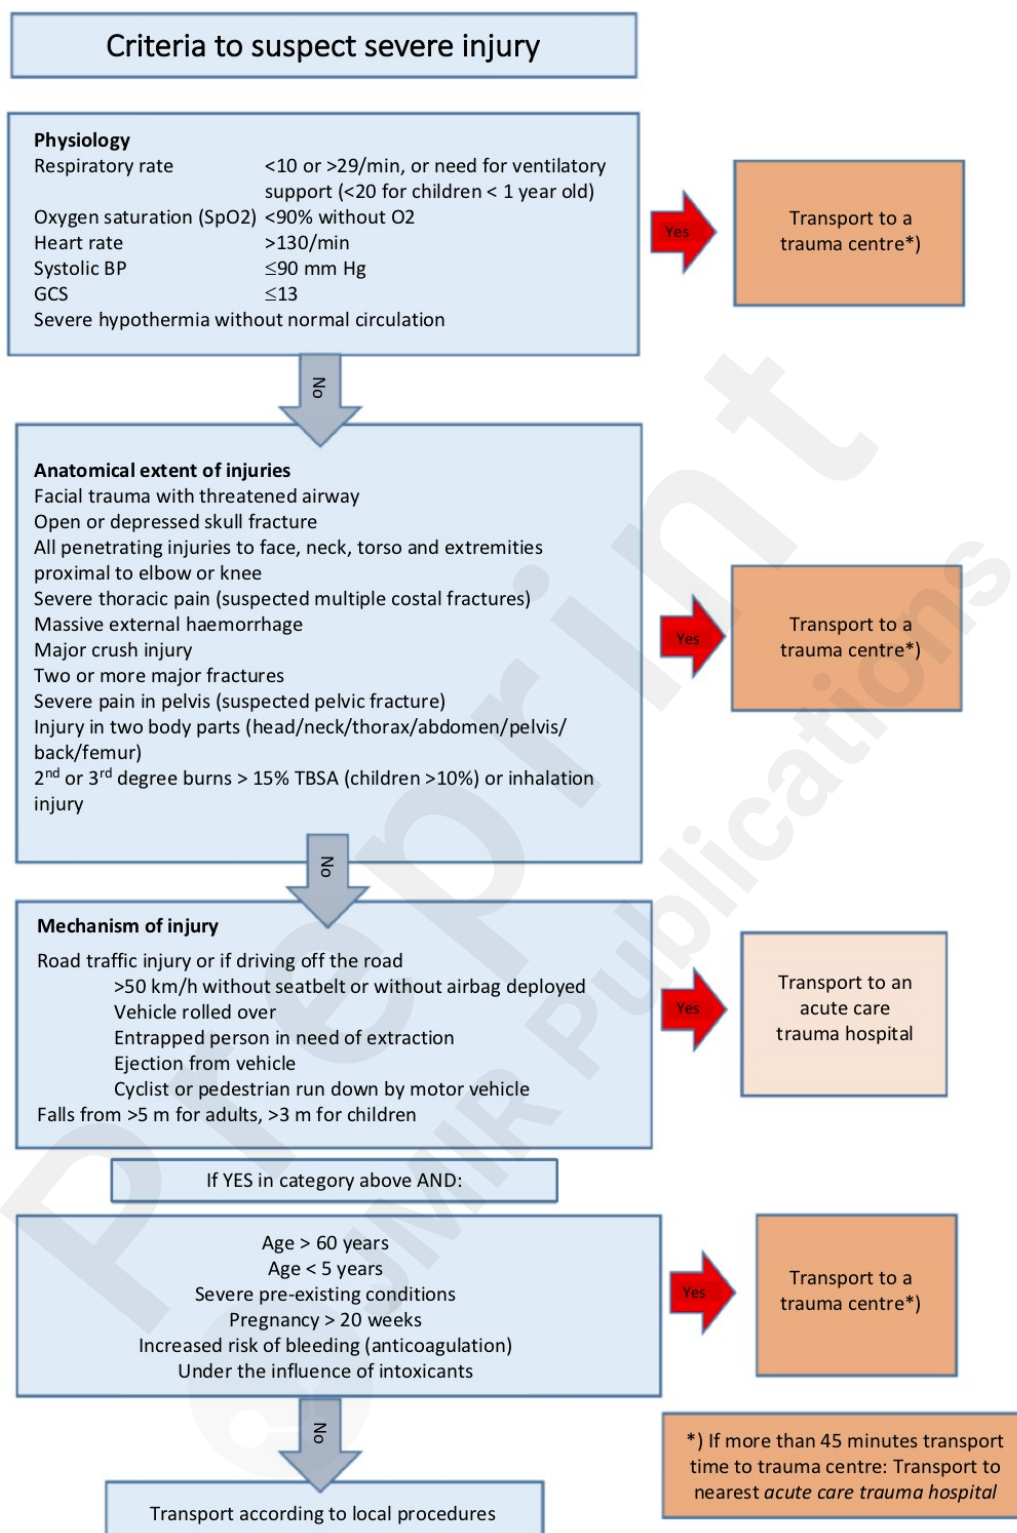 Criteria to suspect severe injury
Physiology
Respiratory rate <10 or >29/min, or need for ventilatory
support (<20 for children < 1 year old)
Oxygen saturation (SpO2) <90% without O2
Heart rate >130/min
Systolic BP ≤90 mm Hg
GCS ≤13
Severe hypothermia without normal circulation
Yes
Transport to a
trauma centre*)
No
Anatomical extent of injuries
Facial trauma with threatened airway
Open or depressed skull fracture
All penetrating injuries to face, neck, torso and extremities
proximal to elbow or knee
Severe thoracic pain (suspected multiple costal fractures)
Massive external haemorrhage
Major crush injury
Two or more major fractures
Severe pain in pelvis (suspected pelvic fracture)
Injury in two body parts (head/neck/thorax/abdomen/pelvis/
back/femur)
2nd or 3rd degree burns > 15% TBSA (children >10%) or inhalation
injury
Yes
Transport to a
trauma centre*)
No
Mechanism of injury
Road traffic injury or if driving off the road
>50 km/h without seatbelt or without airbag deployed
Vehicle rolled over
Entrapped person in need of extraction
Ejection from vehicle
Cyclist or pedestrian run down by motor vehicle
Falls from >5 m for adults, >3 m for children
Yes
Transport to an
acute care
trauma hospital
If YES in category above AND:
Age > 60 years
Age < 5 years
Severe pre-existing conditions
Pregnancy > 20 weeks
Increased risk of bleeding (anticoagulation)
Under the influence of intoxicants
Yes
Transport to a
trauma centre*)
No
Transport according to local procedures
*) If more than 45 minutes transport
time to trauma centre: Transport to
nearest acute care trauma hospital
Preprint
JMIR Publications